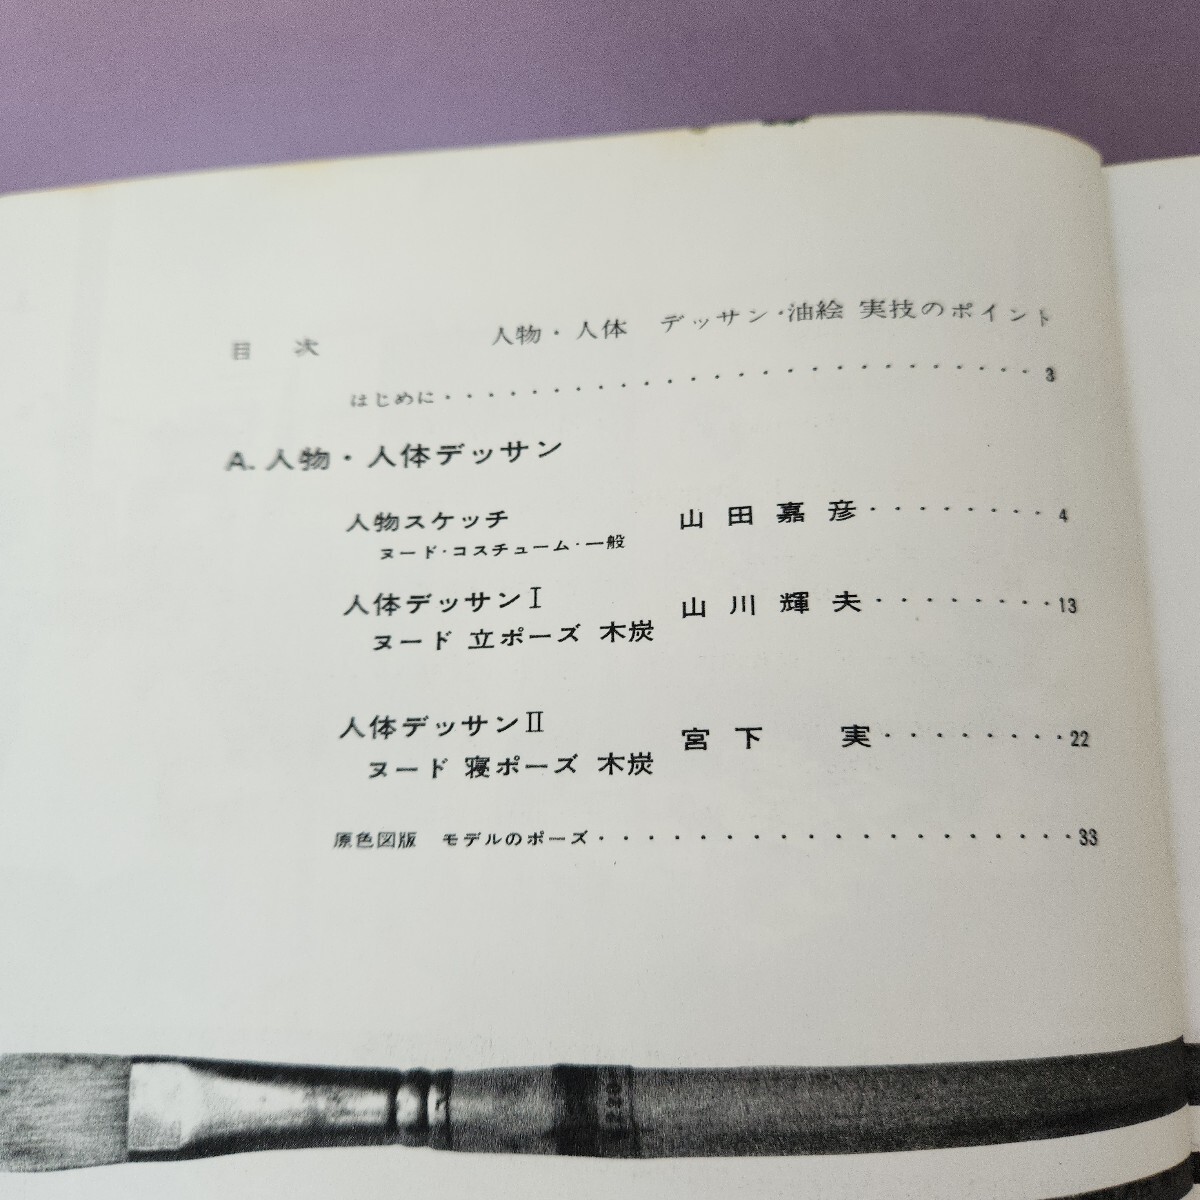 目次 人物・人体 デッサン・油絵 実技のポイント
はじめに・・・・・・・・・・・・・・・・・・・・・3
A. 人物・人体デッサン
人物スケッチ 山田嘉彦・・・・・・・・4
ヌード・コスチューム・一般
人体デッサンⅠ 山川輝夫・・・・・・・・13
ヌード 立ポーズ 木炭
人体デッサンⅡ 宮下 実・・・・・・・・22
ヌード 寝ポーズ 木炭
原色図版 モデルのポーズ・・・・・・・・・・・・・・・・・・・33